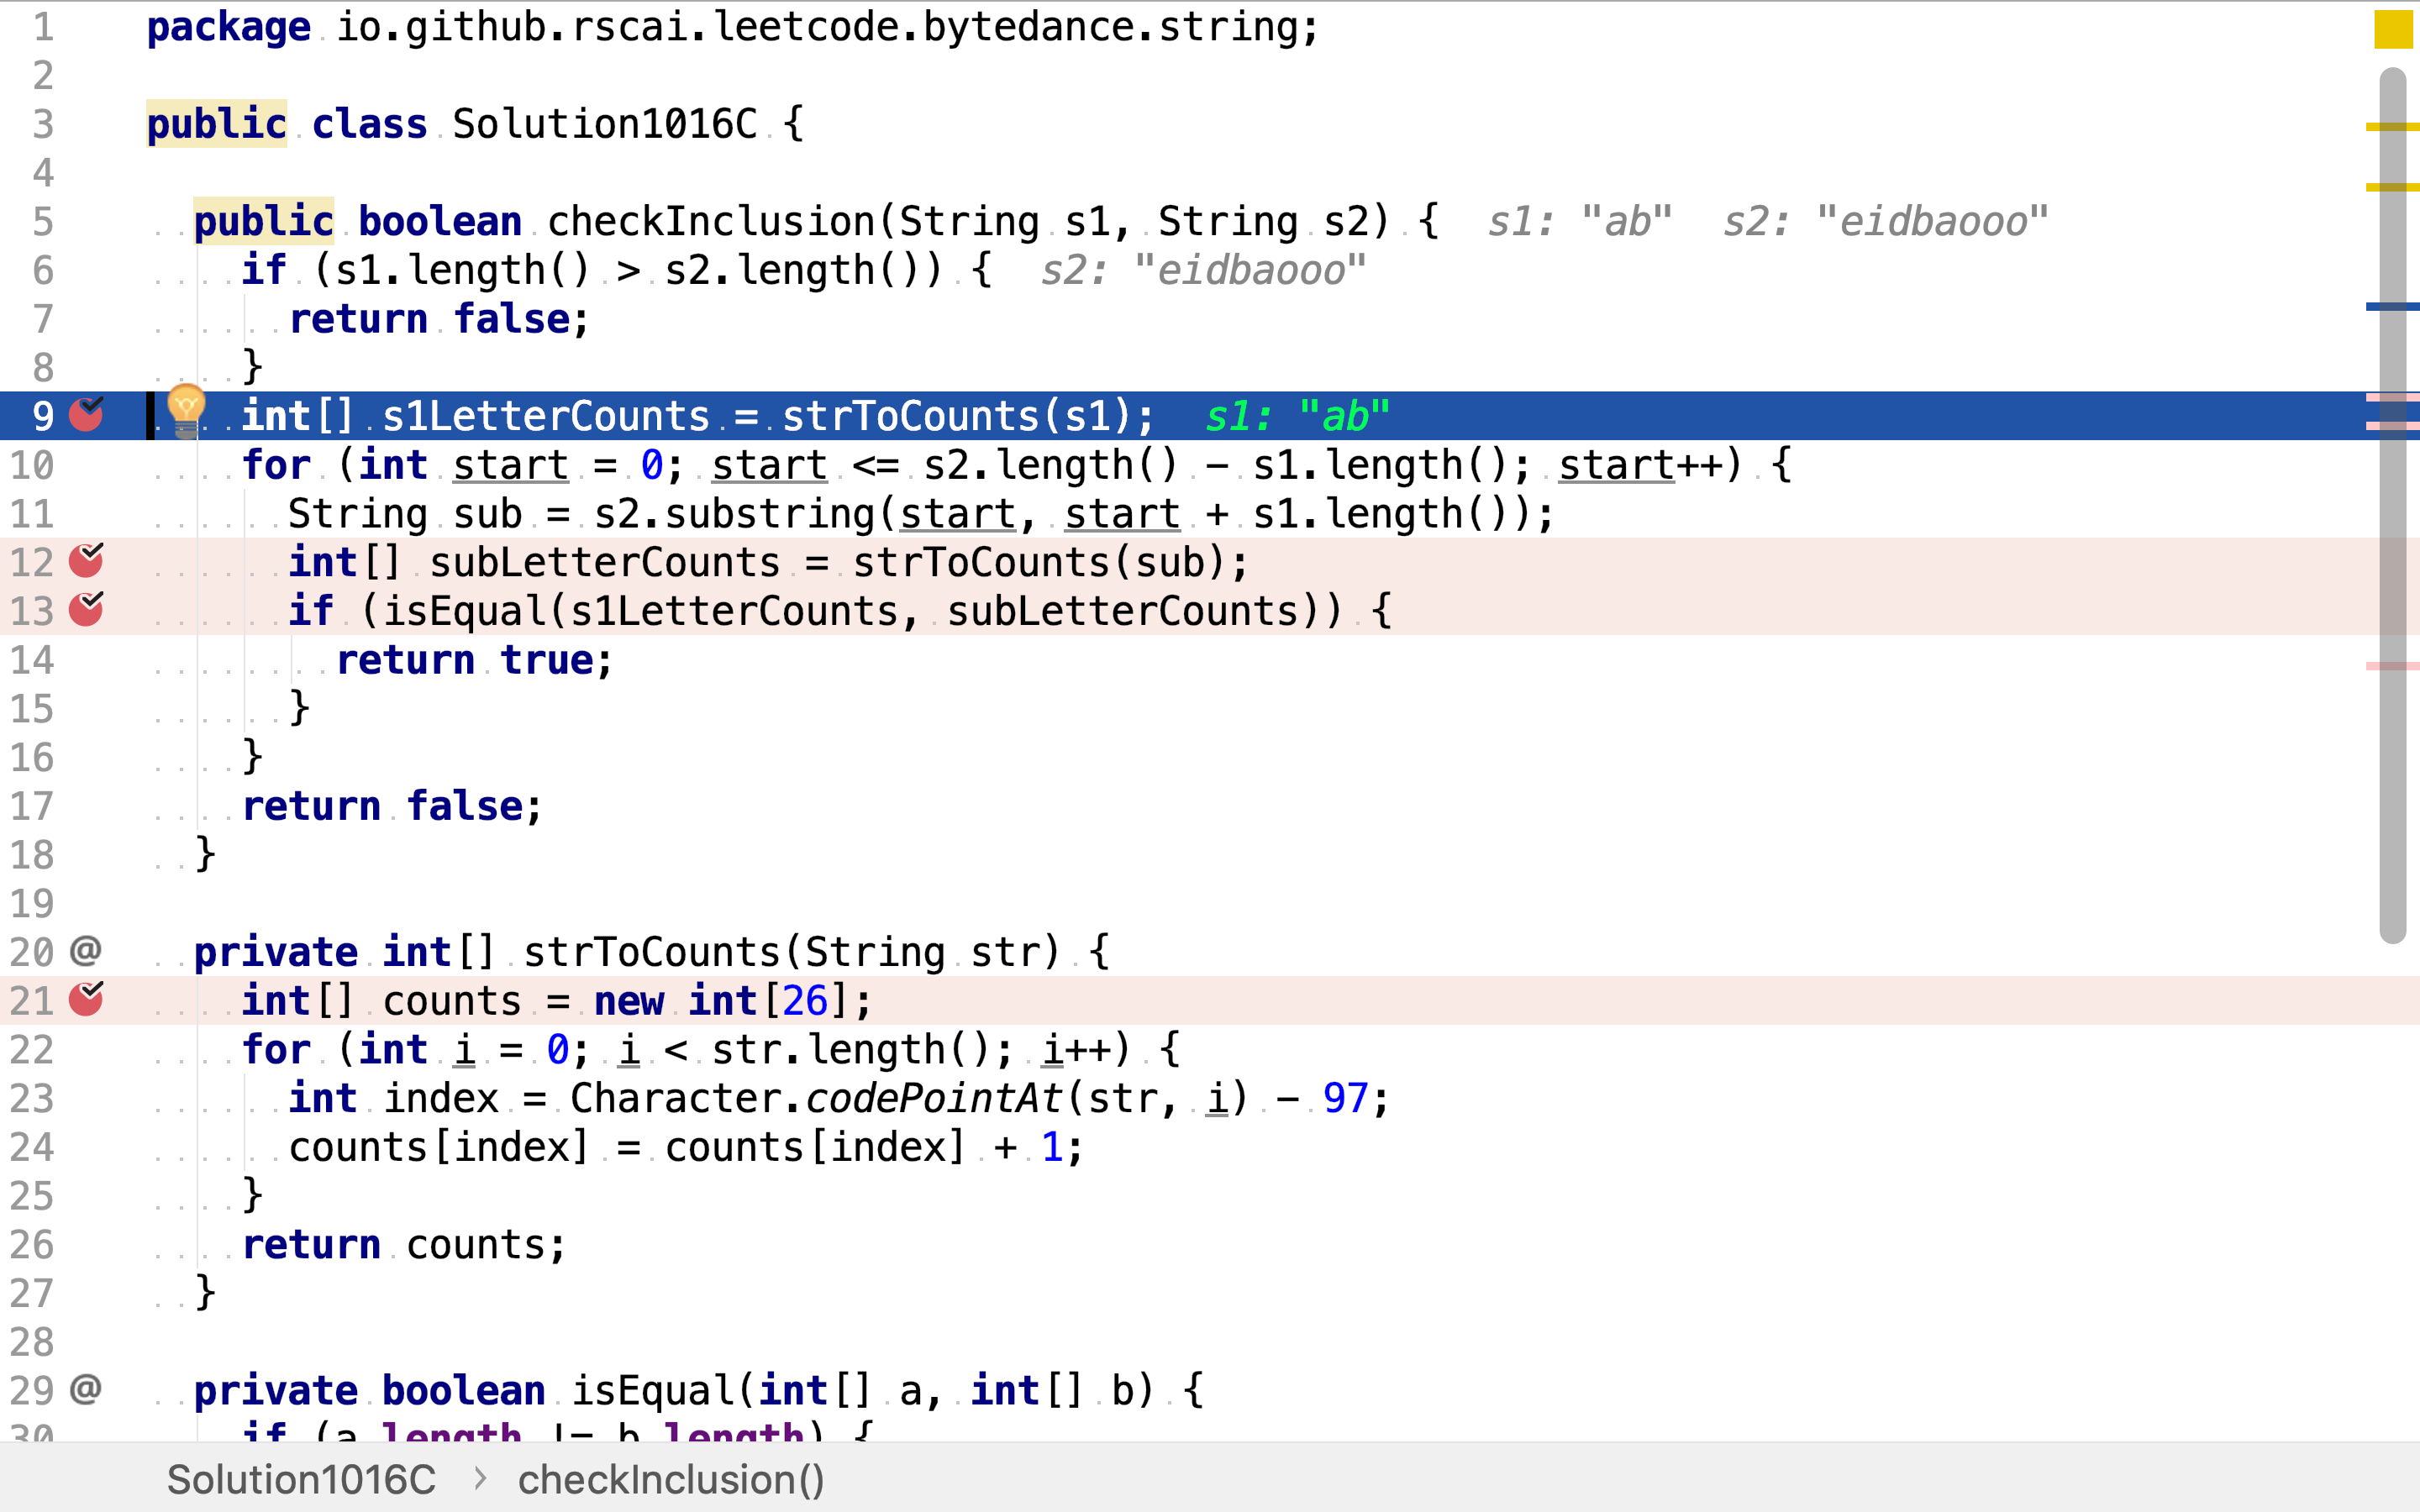 1 package io.github.rscai.leetcode.bytedance.string;
2
3 public class Solution1016C {
4
5 public boolean checkInclusion(String s1, String s2) { s1: "ab" s2: "eidbaooo"
6 if (s1.length() > s2.length()) { s2: "eidbaooo"
7 return false;
8 }
9 int[] s1LetterCounts = strToCounts(s1); s1: "ab"
10 for (int start = 0; start <= s2.length() - s1.length(); start++) {
11 String sub = s2.substring(start, start + s1.length());
12 int[] subLetterCounts = strToCounts(sub);
13 if (isEqual(s1LetterCounts, subLetterCounts)) {
14 return true;
15 }
16 }
17 return false;
18 }
19
20 @ private int[] strToCounts(String str) {
21 int[] counts = new int[26];
22 for (int i = 0; i < str.length(); i++) {
23 int index = Character.codePointAt(str, i) - 97;
24 counts[index] = counts[index] + 1;
25 }
26 return counts;
27 }
28
29 @ private boolean isEqual(int[] a, int[] b) {
30 if (a.length != b.length) {
Solution1016C > checkInclusion()